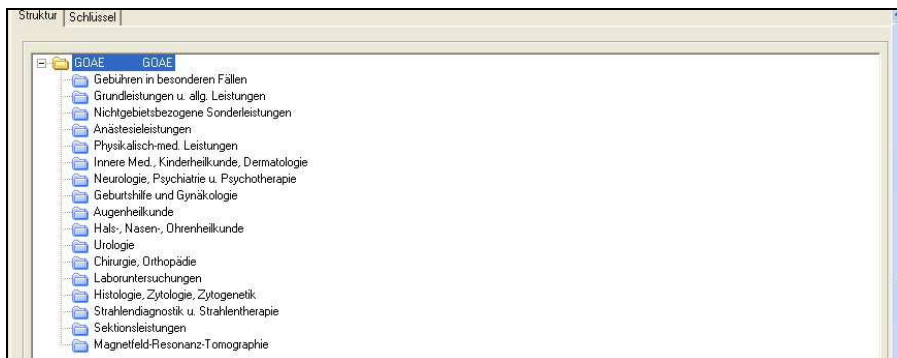 Struktur Schlüssel
GOAE GOAE
Gebühren in besonderen Fällen
Grundleistungen u. allg. Leistungen
Nichtgebietsbezogene Sonderleistungen
Anästesieleistungen
Physikalisch-med. Leistungen
Innere Med., Kinderheilkunde, Dermatologie
Neurologie, Psychiatrie u. Psychotherapie
Geburtshilfe und Gynäkologie
Augenheilkunde
Hals-, Nasen-, Ohrenheilkunde
Urologie
Chirurgie, Orthopädie
Laboruntersuchungen
Histologie, Zytologie, Zytogenetik
Strahlendiagnostik u. Strahlentherapie
Sektionsleistungen
Magnetfeld-Resonanz-Tomographie